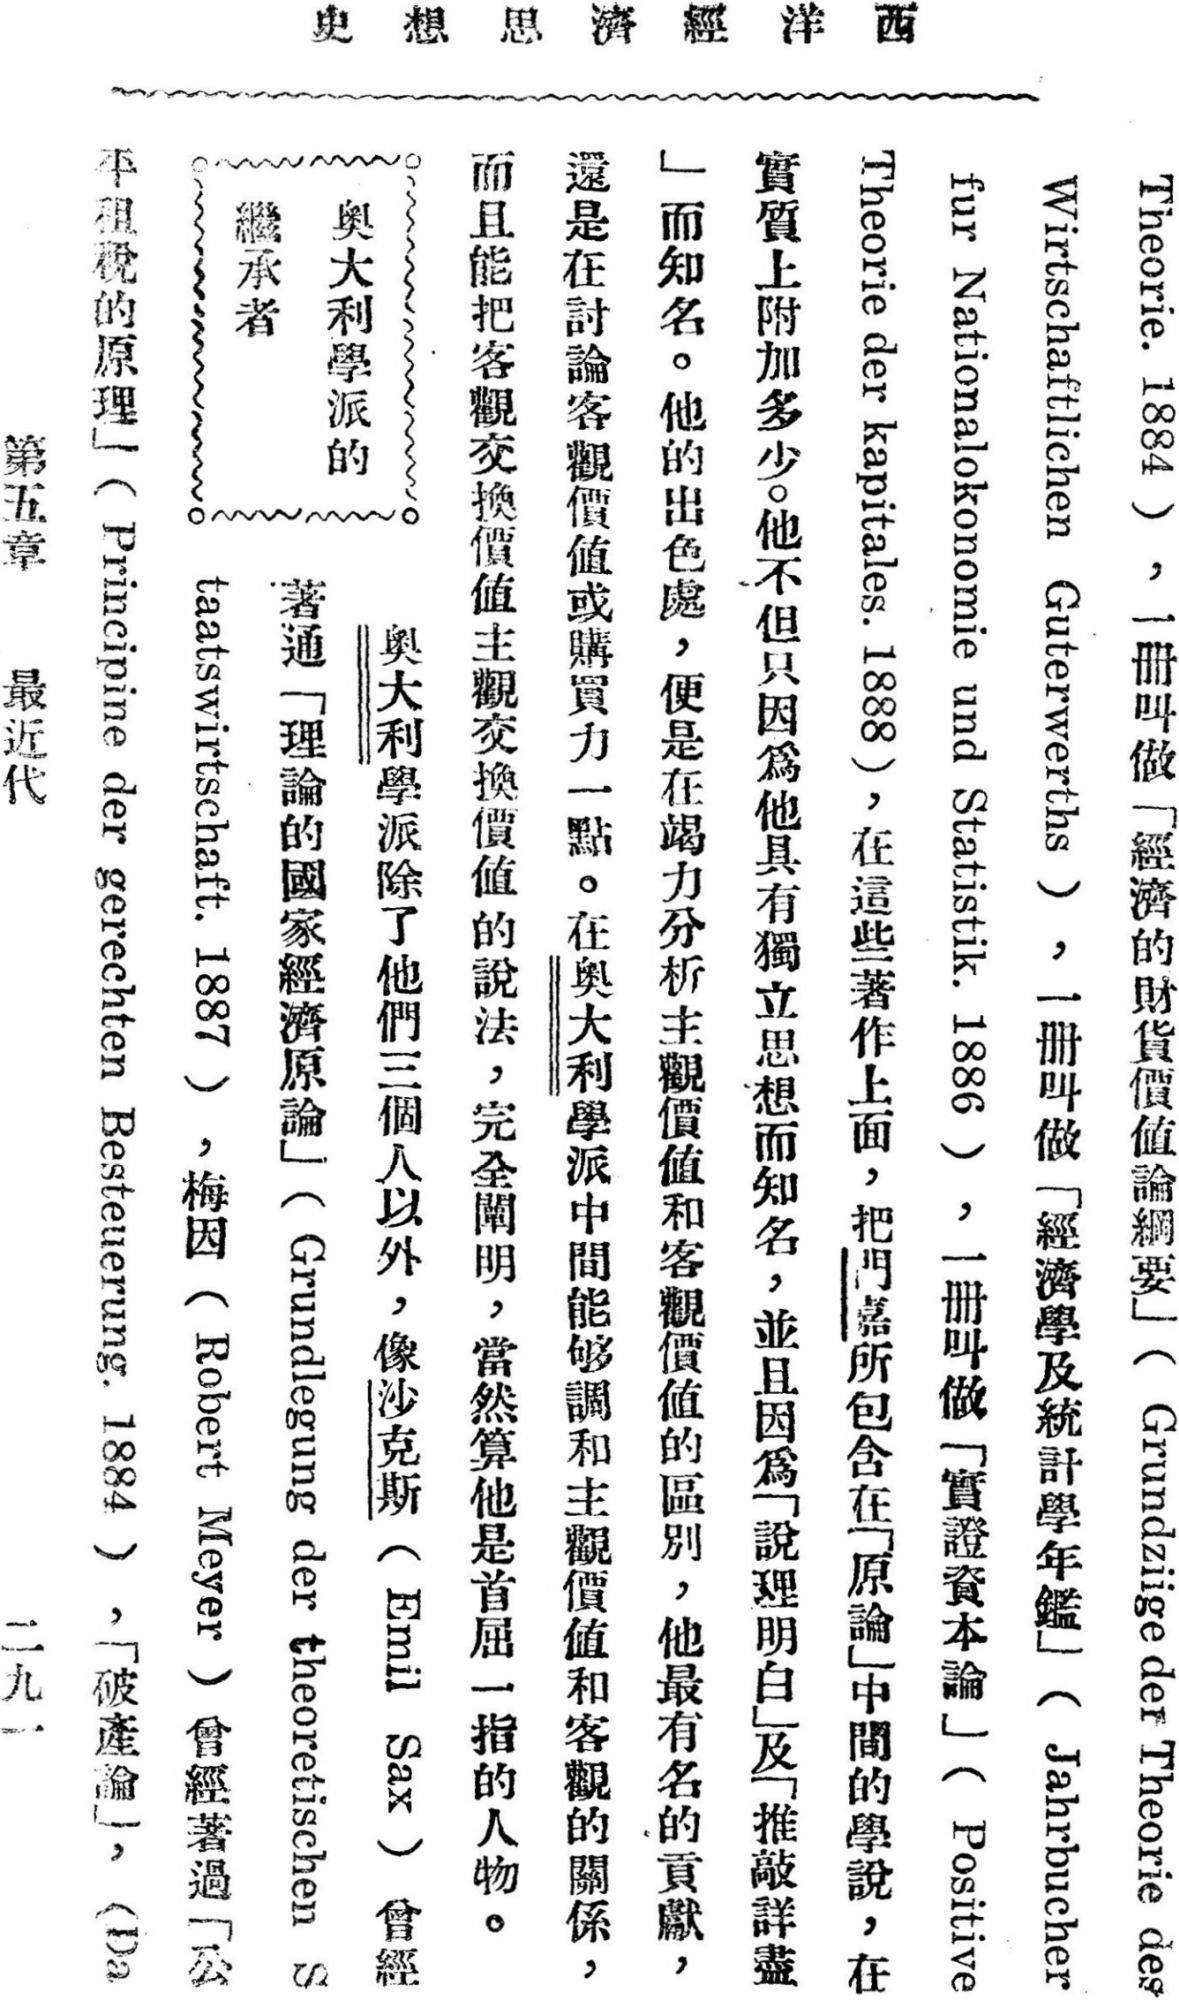 西洋經濟思想史
Theorie. 1884），一冊叫做「經濟的財貨價值論綱要」（Grundziige der Theorie des
Wirtschaftlichen Guterwerths），一冊叫做「經濟學及統計學年鑑」（Jahrbucher
fur Nationalokonomie und Statistik. 1886），一冊叫做「實證資本論」（Positive
Theorie der kapitales. 1888），在這些著作上面，把門嘉所包含在「原論」中間的學說，在
實質上附加多少。他不但只因爲他具有獨立思想而知名，並且因爲「說理明白」及「推敲詳盡
」而知名。他的出色處，便是在竭力分析主觀價值和客觀價值的區別，他最有名的貢獻，
還是在討論客觀價值或購買力一點。在奧大利學派中間能够調和主觀價值和客觀的關係，
而且能把客觀交換價值主觀交換價值的說法，完全闡明，當然算他是首屈一指的人物。
奧大利學派的
繼承者
奧大利學派除了他們三個人以外，像沙克斯（Emil Sax）曾經
著通「理論的國家經濟原論」（Grundlegung der theoretischen S
taatswirtschaft. 1887），梅因（Robert Meyer）曾經著過「公
平租稅的原理」（Principine der gerechten Besteuerung. 1884），「破產論」，（Da
第五章 最近代 二九一